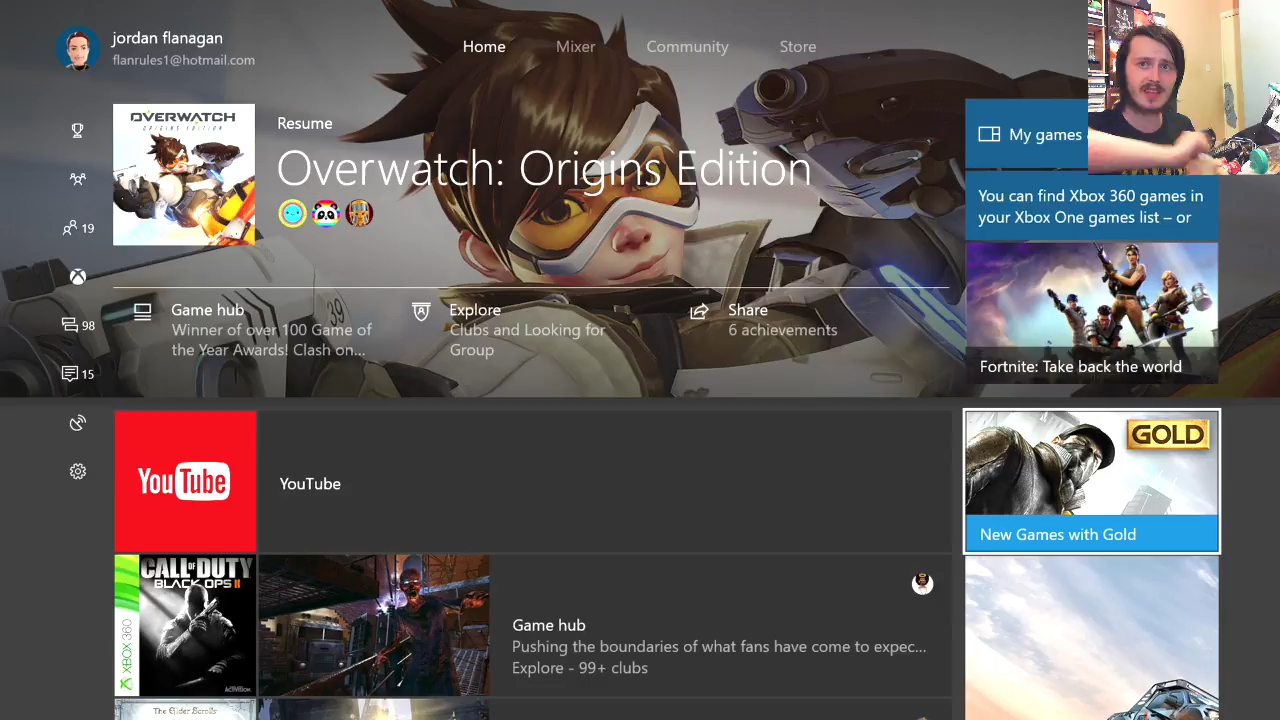 jordan flanagan
flanrules1@hotmail.com
Home
Mixer
Community
Store
OVERWATCH
ORIGINS EDITION
Resume
Overwatch: Origins Edition
My games
You can find Xbox 360 games in
your Xbox One games list – or
19
39
98
15
Game hub
Winner of over 100 Game of
the Year Awards! Clash on...
Explore
Clubs and Looking for
Group
Share
6 achievements
Fortnite: Take back the world
YouTube
YouTube
GOLD
New Games with Gold
XBOX 360
CALL OF DUTY
BLACK OPS II
ACTIVISION
Game hub
Pushing the boundaries of what fans have come to expec...
Explore - 99+ clubs
The Elder Scrolls